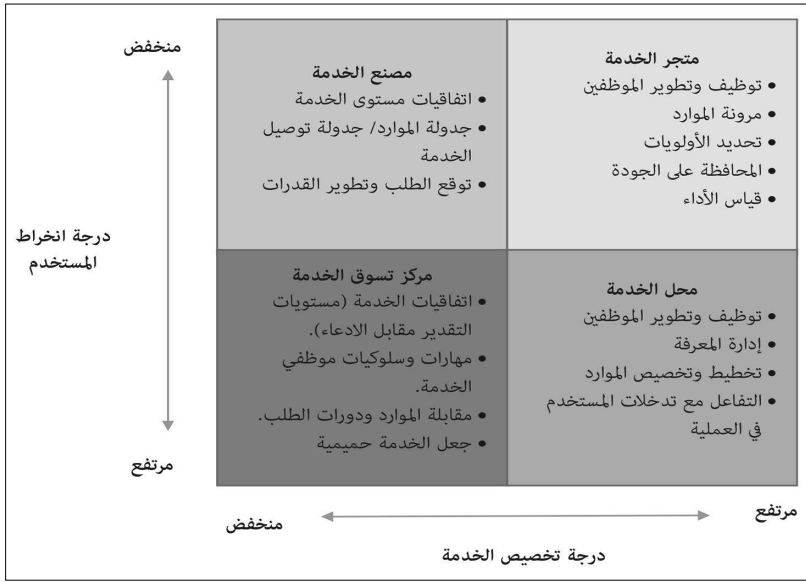 منخفض
درجة انخراط
المستخدم
مرتفع
متجر الخدمة
• توظيف وتطوير الموظفين
• مرونة الموارد
• تحديد الأولويات
• المحافظة على الجودة
• قياس الأداء
مصنع الخدمة
• اتفاقيات مستوى الخدمة
• جدولة الموارد/ جدولة توصيل
الخدمة
• توقع الطلب وتطوير القدرات
محل الخدمة
• توظيف وتطوير الموظفين
• إدارة المعرفة
• تخطيط وتخصيص الموارد
• التفاعل مع تدخلات المستخدم
في العملية
مركز تسوق الخدمة
• اتفاقيات الخدمة (مستويات
التقدير مقابل الادعاء).
• مهارات وسلوكيات موظفي
الخدمة.
• مقابلة الموارد ودورات الطلب.
• جعل الخدمة حميمية
مرتفع
منخفض
درجة تخصيص الخدمة